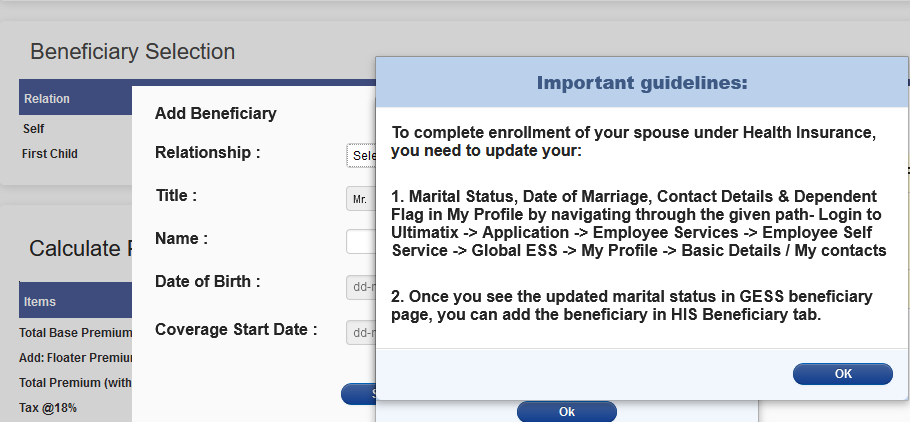 Beneficiary Selection
Relation
Self
First Child
Calculate
Items
Total Base Premium
Add: Floater
Total Premium
Tax @18%
Add Beneficiary
Relationship :
Title :
Mr.
Name :
Date of Birth :
Coverage Start Date :
Ok
Important guidelines:
To complete enrollment of your spouse under Health Insurance,
you need to update your:
1. Marital Status, Date of Marriage, Contact Details & Dependent
Flag in My Profile by navigating through the given path- Login to
Ultimatix -> Application -> Employee Services -> Employee Self
Service -> Global ESS -> My Profile -> Basic Details / My contacts
2. Once you see the updated marital status in GESS beneficiary
page, you can add the beneficiary in HIS Beneficiary tab.
OK